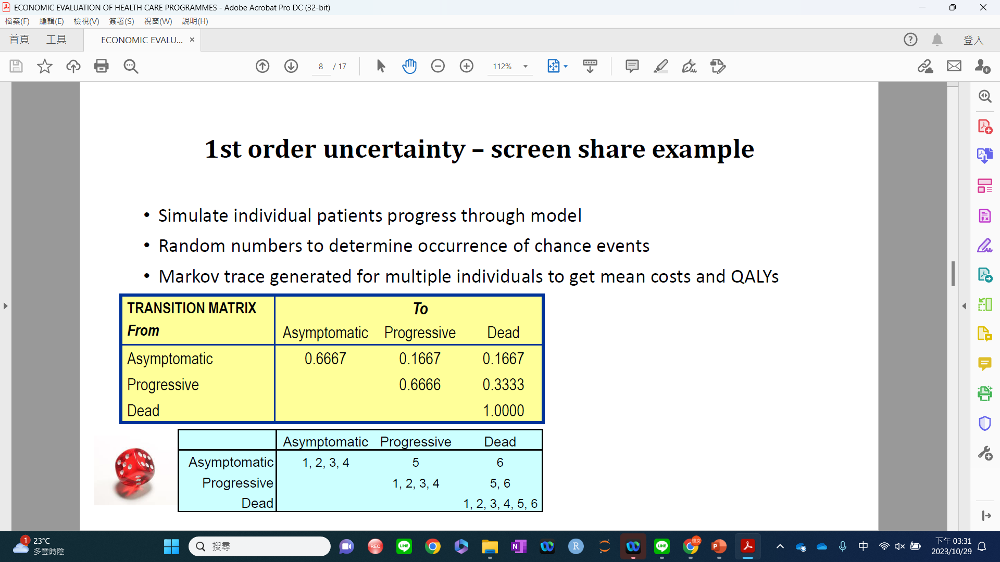 ECONOMIC EVALUATION OF HEALTH CARE PROGRAMMES - Adobe Acrobat Pro DC (32-bit)
檔案(F) 編輯(E) 檢視(V) 簽署(S) 視窗(W) 說明(H)
首頁 工具 ECONOMIC EVALU... × 登入
8 / 17 112%
1st order uncertainty – screen share example
• Simulate individual patients progress through model
• Random numbers to determine occurrence of chance events
• Markov trace generated for multiple individuals to get mean costs and QALYs
TRANSITION MATRIX To
From Asymptomatic Progressive Dead
Asymptomatic 0.6667 0.1667 0.1667
Progressive 0.6666 0.3333
Dead 1.0000
Asymptomatic Progressive Dead
Asymptomatic 1, 2, 3, 4 5 6
Progressive 1, 2, 3, 4 5, 6
Dead 1, 2, 3, 4, 5, 6
1 23°C
多雲時陰
搜尋
REC
LINE
N
R
LINE
P
中
下午 03:31
2023/10/29